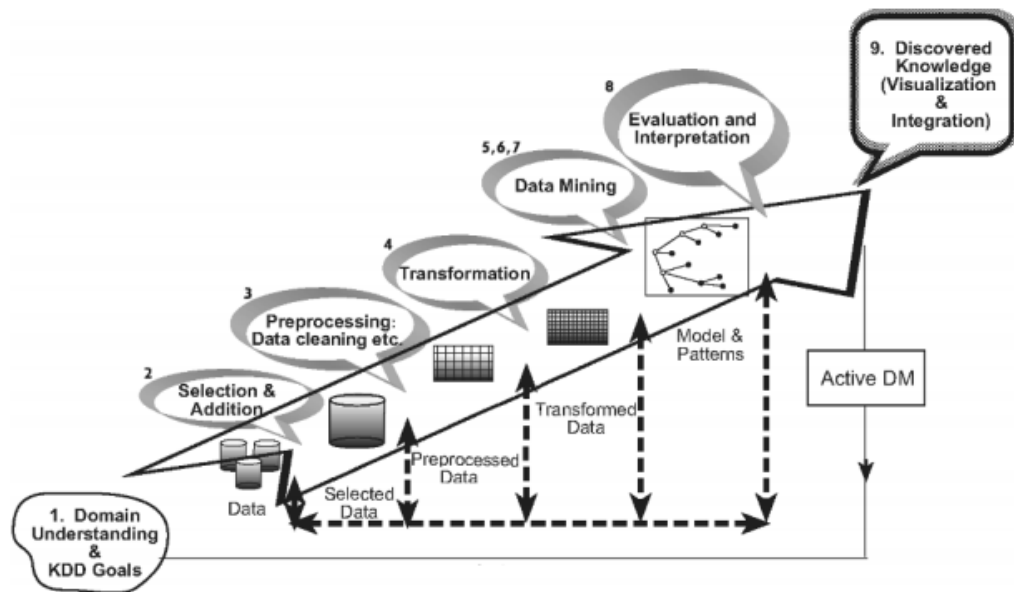 1. Domain
Understanding
&
KDD Goals
2
Selection &
Addition
3
Preprocessing:
Data cleaning etc.
4
Transformation
5, 6, 7
Data Mining
8
Evaluation and
Interpretation
9. Discovered
Knowledge
(Visualization
&
Integration)
Data
Selected
Data
Preprocessed
Data
Transformed
Data
Model &
Patterns
Active DM